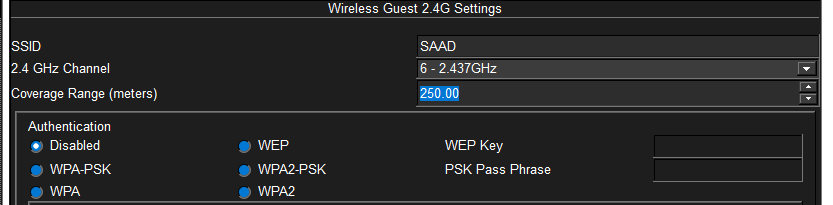 Wireless Guest 2.4G Settings
SSID SAAD
2.4 GHz Channel 6 - 2.437GHz
Coverage Range (meters) 250.00
Authentication
Disabled WEP WEP Key
WPA-PSK WPA2-PSK PSK Pass Phrase
WPA WPA2